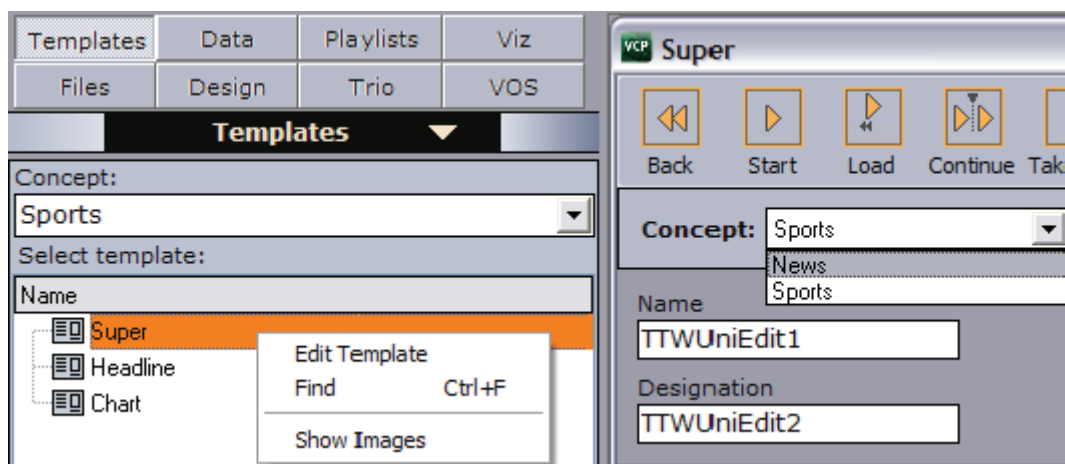 Templates Data Playlists Viz
Files Design Trio VOS
Templates
Concept:
Sports
Select template:
Name
Super
Headline
Chart
Edit Template
Find Ctrl+F
Show Images
VCP Super
Back Start Load Continue Tak
Concept: Sports
News
Sports
Name
TTWUniEdit1
Designation
TTWUniEdit2